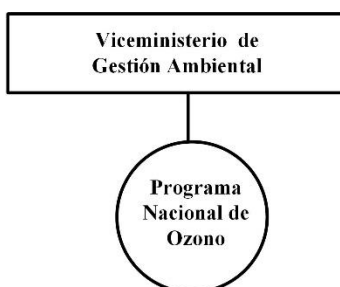 Viceministerio de
Gestión Ambiental
Programa
Nacional de
Ozono